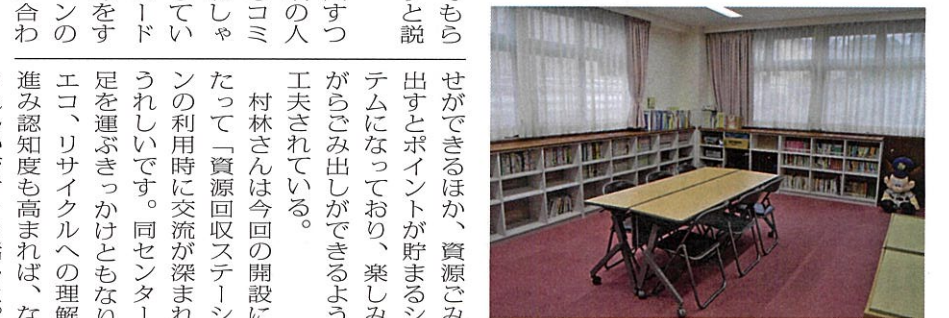 もら
と説
すつ
の人
コミ
しゃ
てい
ード
をす
ンの
合わ
せができるほか、資源ごみ
出すとポイントが貯まるシ
テムになっており、楽しみ
がらごみ出しができるよう
工夫されている。
村林さんは今回の開設に
たって「資源回収ステーシ
ンの利用時に交流が深まれ
うれしいです。同センター
足を運ぶきっかけともなり
エコ、リサイクルへの理解
進み認知度も高まれば、な